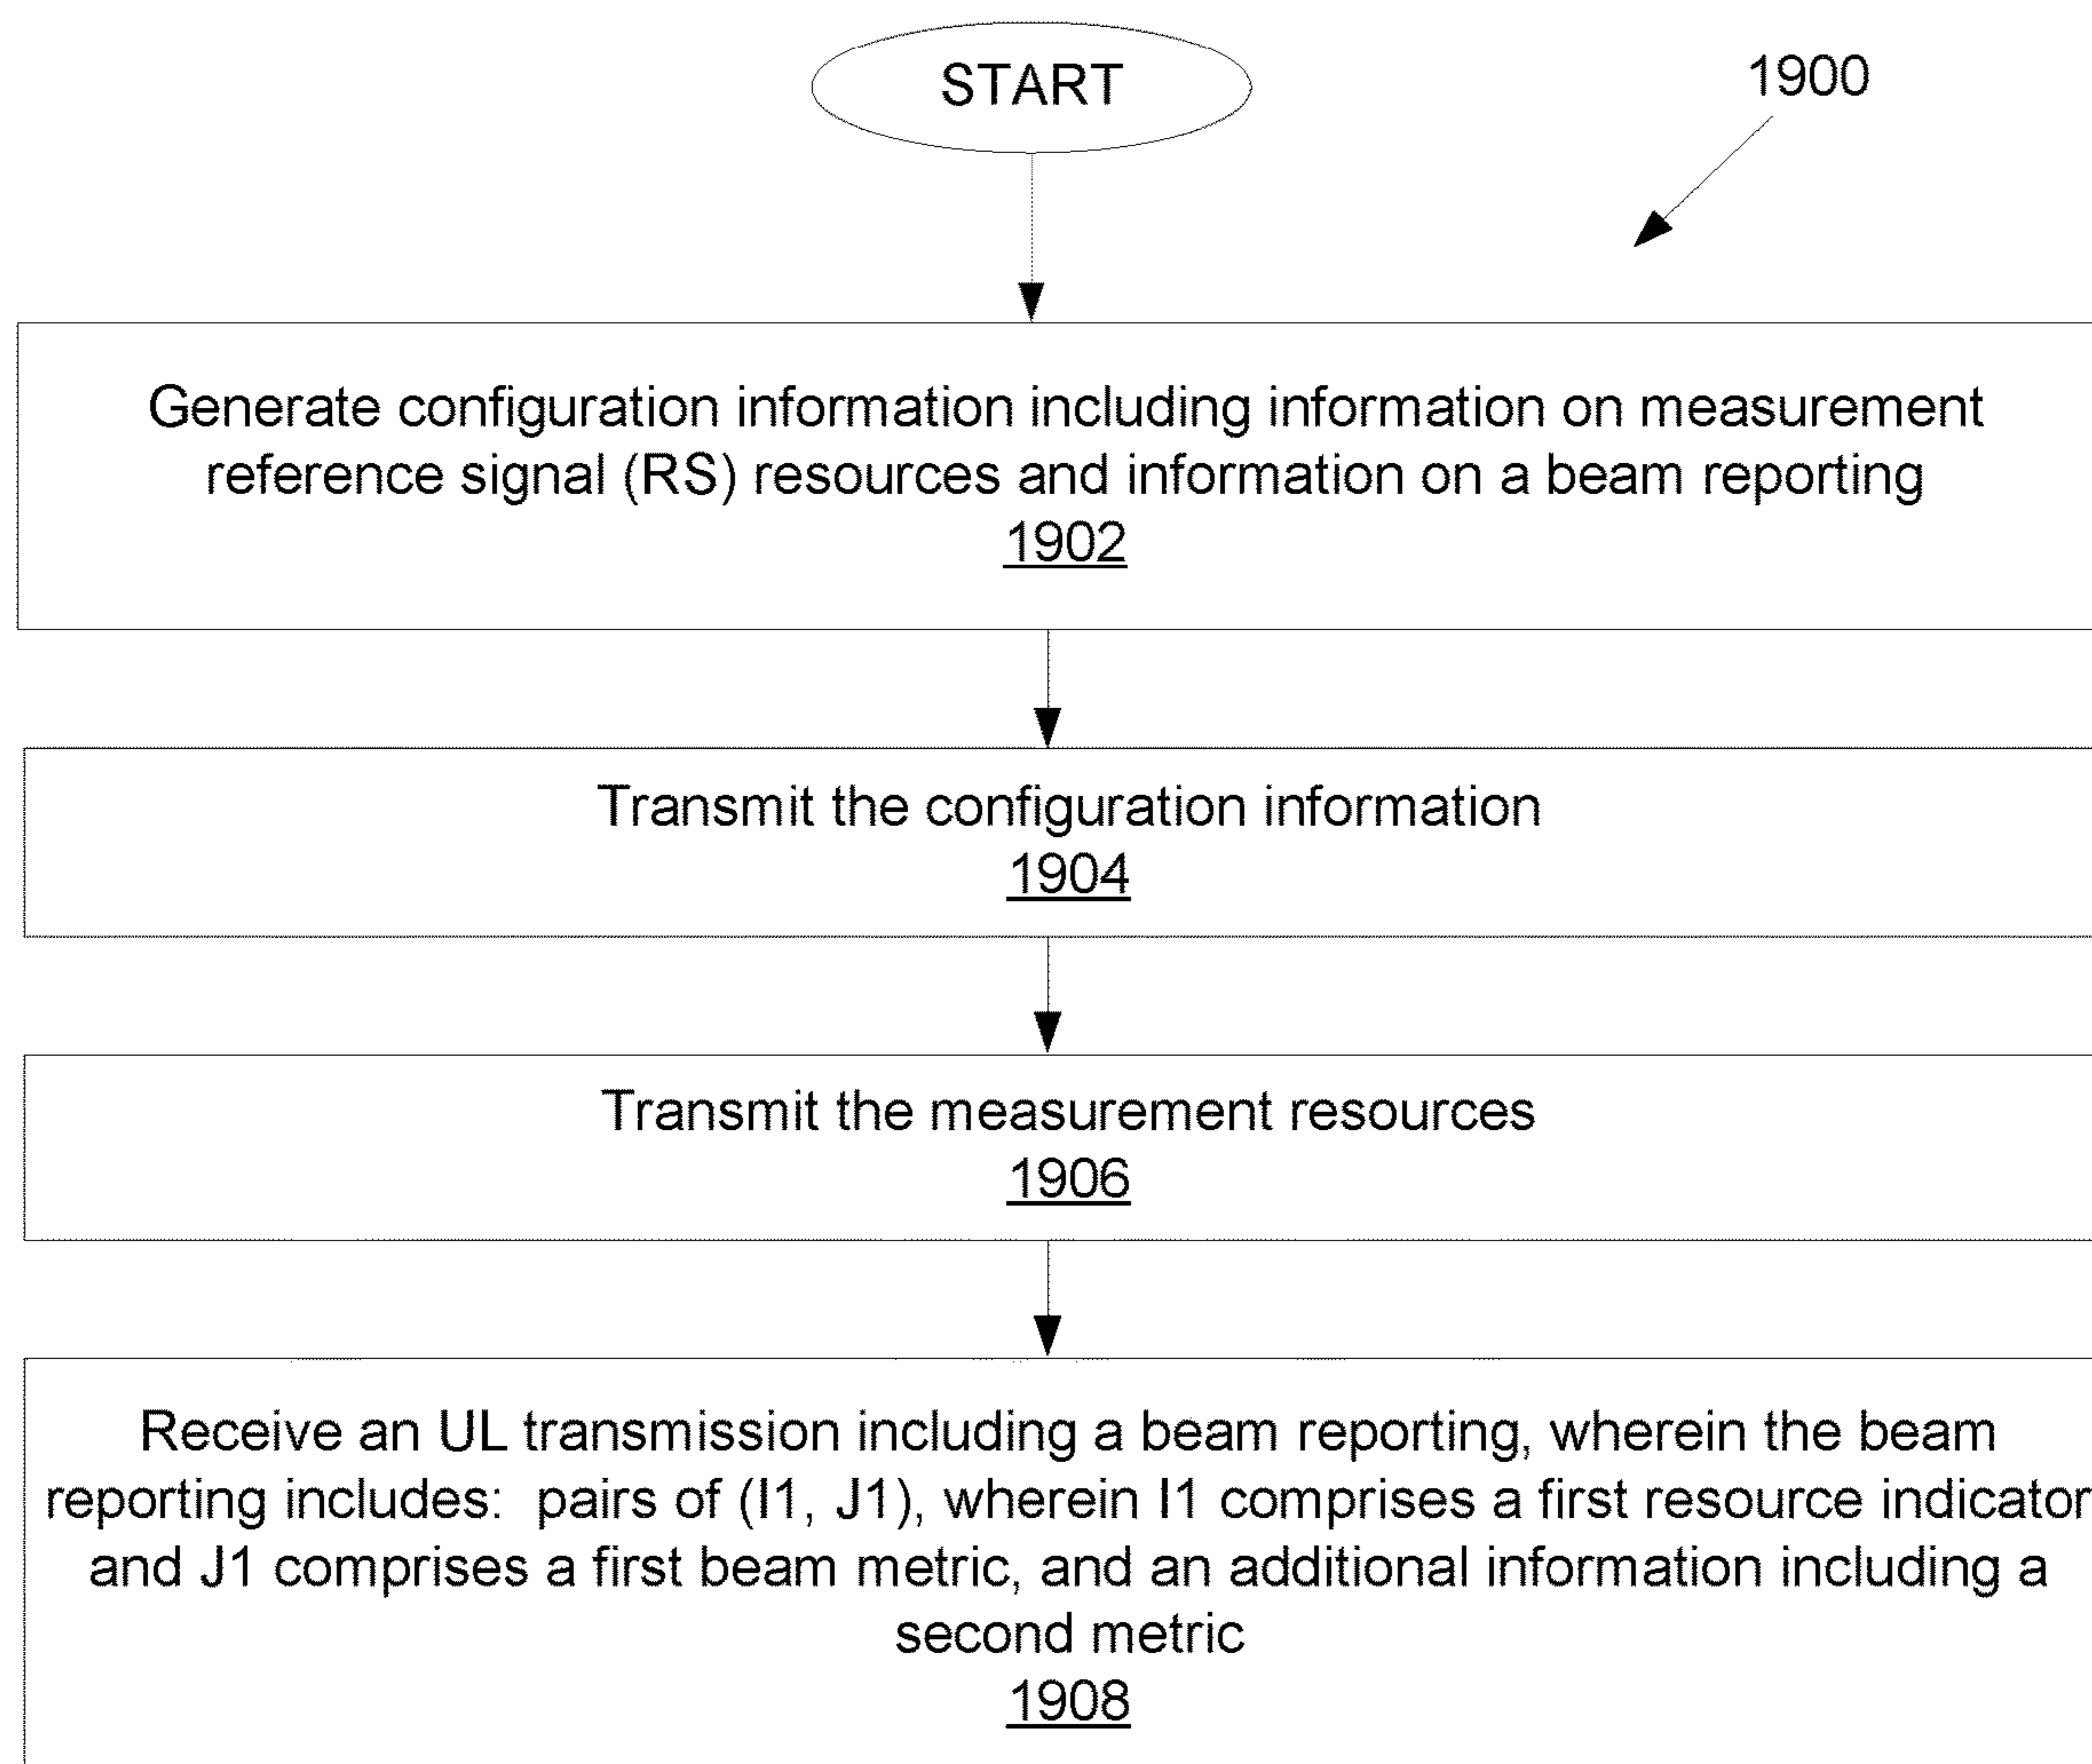 START
1900
Generate configuration information including information on measurement
reference signal (RS) resources and information on a beam reporting
1902
Transmit the configuration information
1904
Transmit the measurement resources
1906
Receive an UL transmission including a beam reporting, wherein the beam
reporting includes: pairs of (I1, J1), wherein I1 comprises a first resource indicator
and J1 comprises a first beam metric, and an additional information including a
second metric
1908